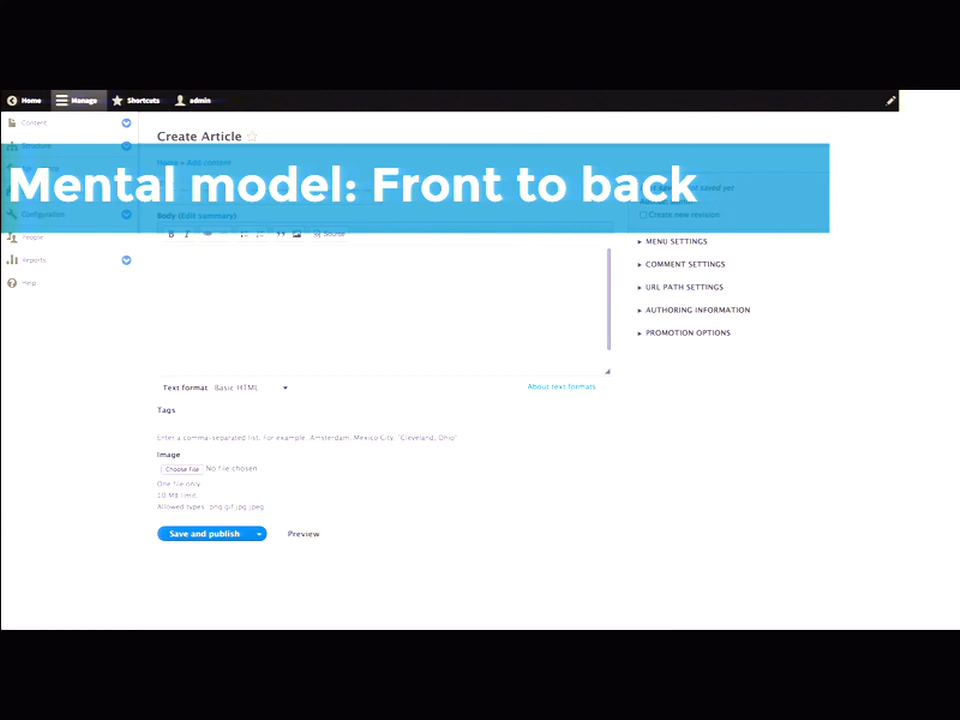 Home Manage Shortcuts admin
Content
Create Article
Structure
Home » Add content
Mental model: Front to back
Configuration
Body (Edit summary)
Create new revision
B I Source
People
MENU SETTINGS
Reports
COMMENT SETTINGS
Help
URL PATH SETTINGS
AUTHORING INFORMATION
PROMOTION OPTIONS
Text format Basic HTML
About text formats
Tags
Enter a comma-separated list. For example: Amsterdam, Mexico City, "Cleveland, Ohio"
Image
Choose File No file chosen
One file only.
10 MB limit.
Allowed types: png gif jpg jpeg.
Save and publish Preview